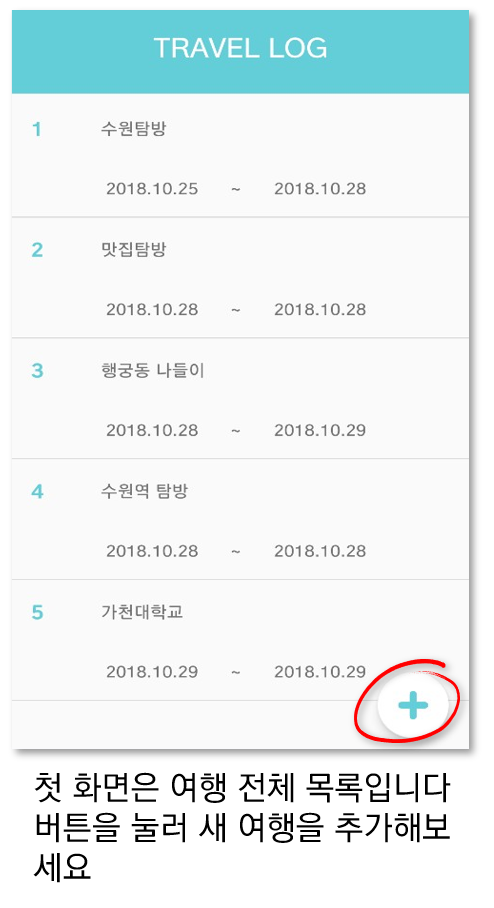 TRAVEL LOG
1 수원탐방
2018.10.25 ~ 2018.10.28
2 맛집탐방
2018.10.28 ~ 2018.10.28
3 행궁동 나들이
2018.10.28 ~ 2018.10.29
4 수원역 탐방
2018.10.28 ~ 2018.10.28
5 가천대학교
2018.10.29 ~ 2018.10.29
+
첫 화면은 여행 전체 목록입니다
버튼을 눌러 새 여행을 추가해보
세요